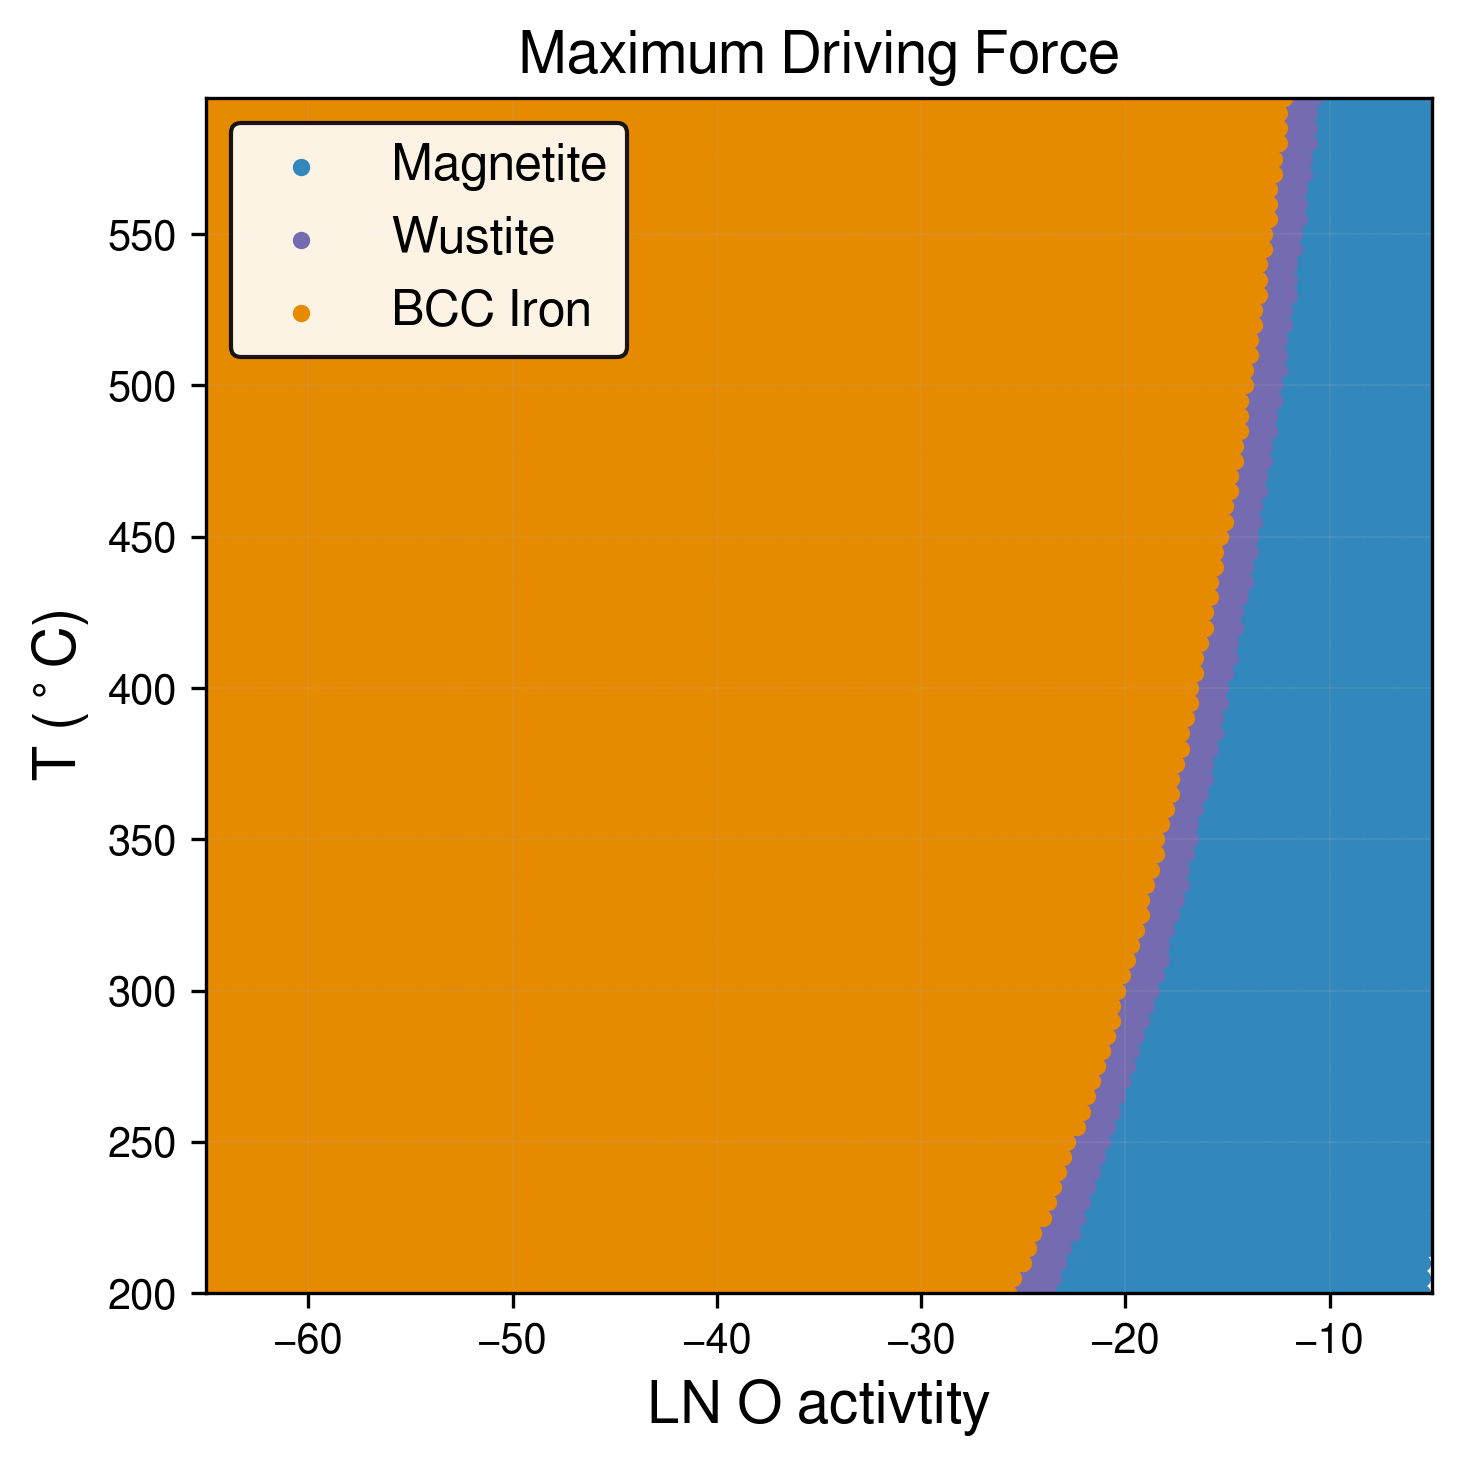 Maximum Driving Force
Magnetite
Wustite
BCC Iron
550
500
450
400
350
300
250
200
T (°C)
−60 −50 −40 −30 −20 −10
LN O activtity